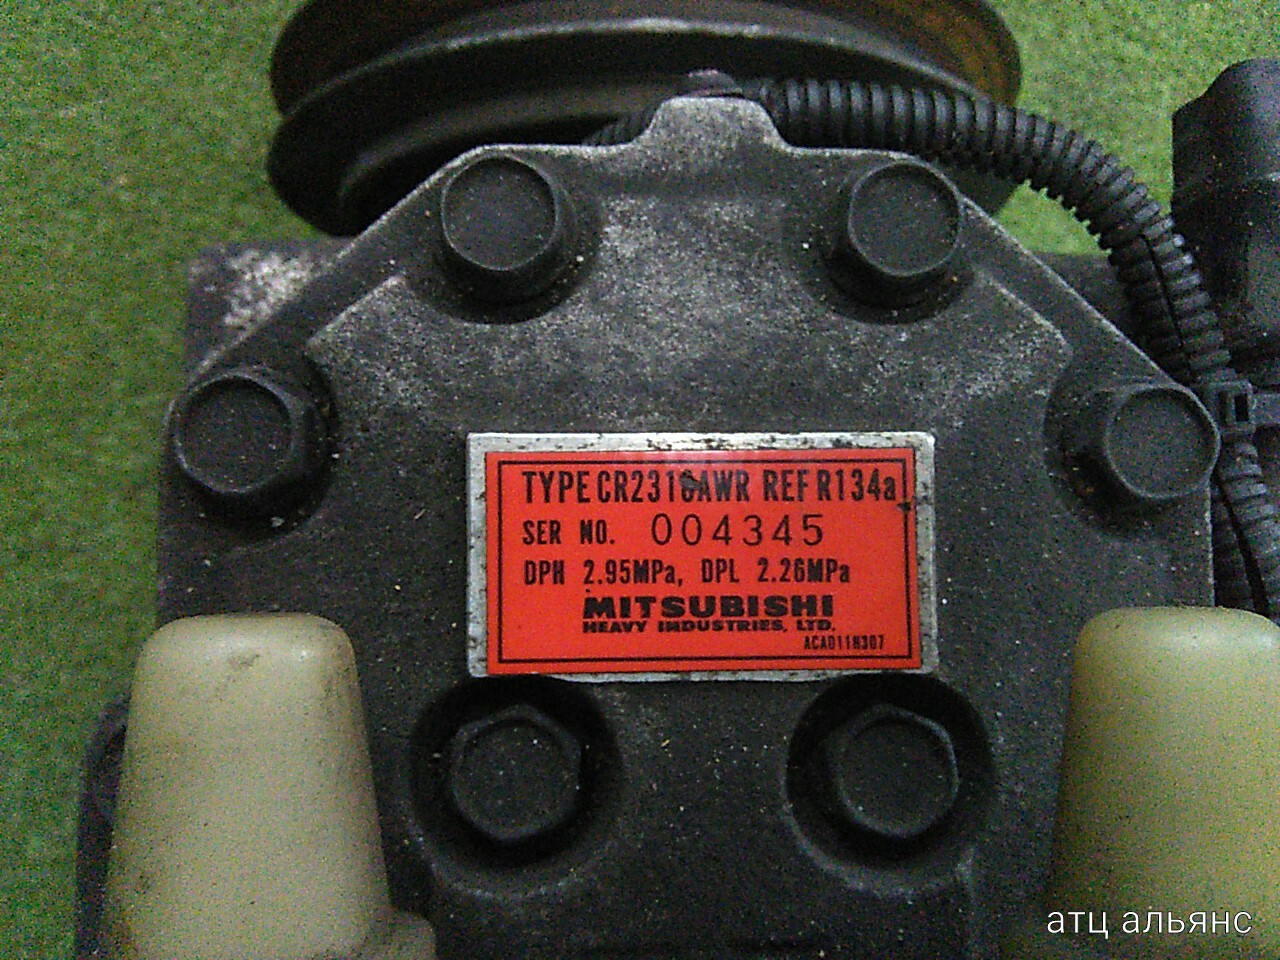 TYPE CR2318AWR REF R134a
SER NO. 004345
DPH 2.95MPa, DPL 2.26MPa
MITSUBISHI
HEAVY INDUSTRIES, LTD.
ACA011H307
атц альянс